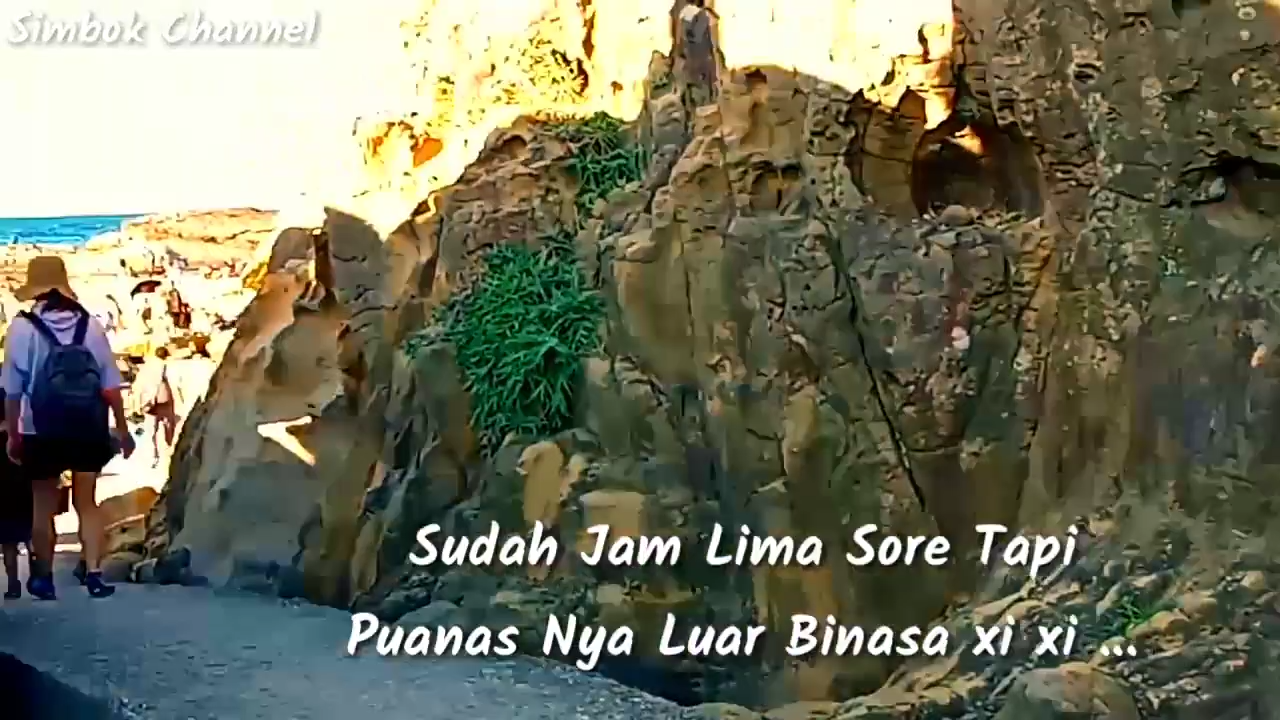 Simbok Channel
Sudah Jam Lima Sore Tapi
Puanas Nya Luar Binasa xi xi ...